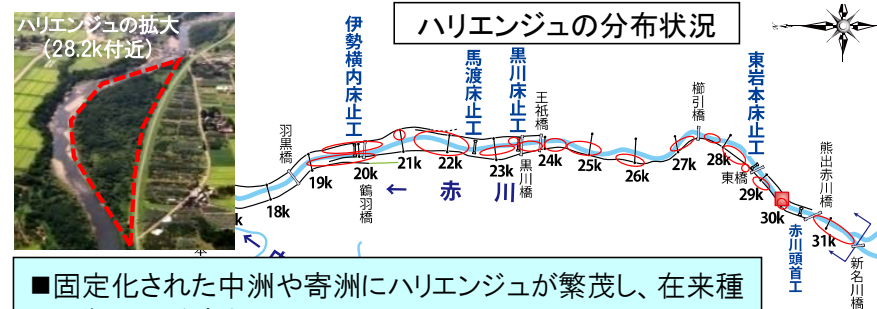 ハリエンジュの拡大
（28.2k付近）
ハリエンジュの分布状況
伊勢横内床止工
馬渡床止工
黒川床止工
王祇橋
櫛引橋
東岩本床止工
羽黒橋
熊出赤川橋
18k
19k
20k
21k
22k
23k
24k
25k
26k
27k
28k
29k
30k
31k
鶴羽橋
黒川橋
東橋
← 赤川
赤川頭首工
新名川橋
■固定化された中洲や寄洲にハリエンジュが繁茂し、在来種